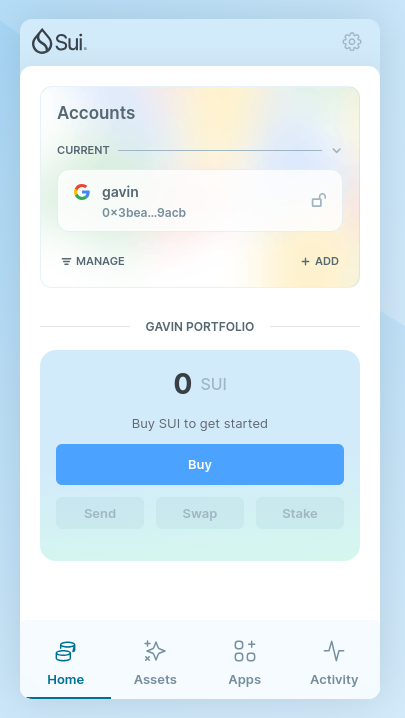 Sui.
Accounts
CURRENT
gavin
0×3bea…9acb
MANAGE
+ ADD
GAVIN PORTFOLIO
0 SUI
Buy SUI to get started
Buy
Send Swap Stake
Home Assets Apps Activity